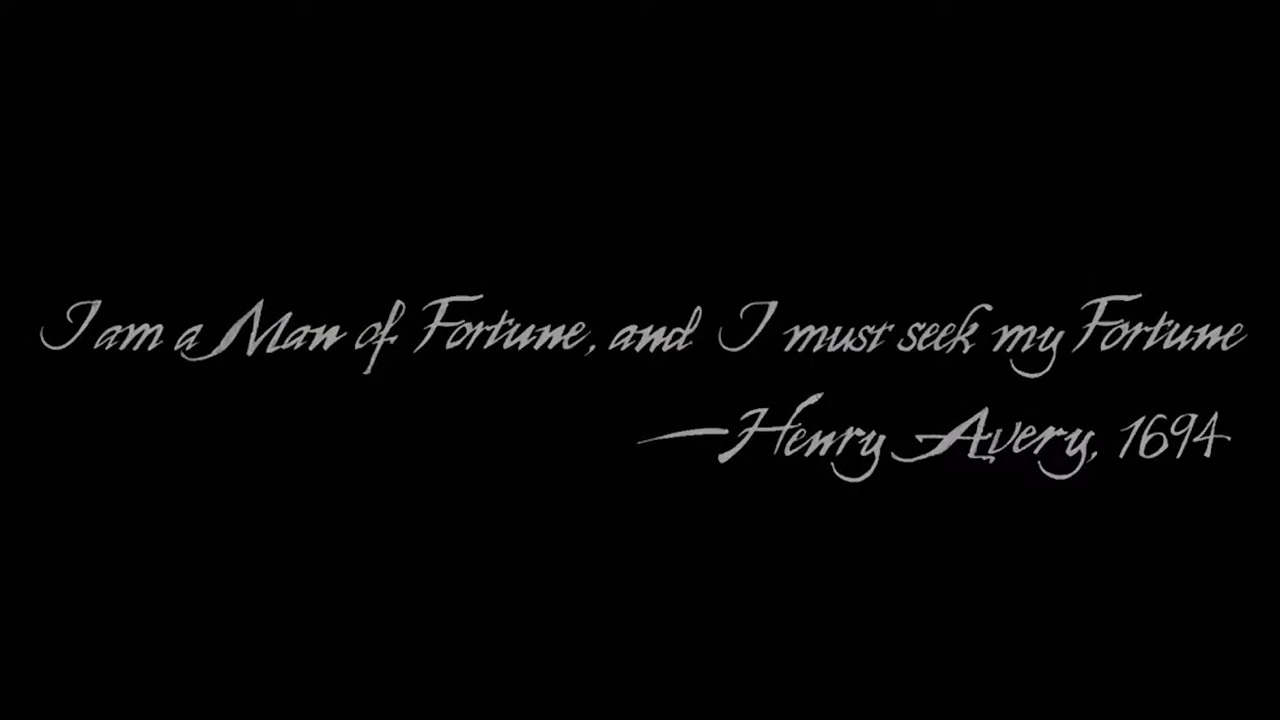 I am a Man of Fortune, and I must seek my Fortune
—Henry Avery, 1694